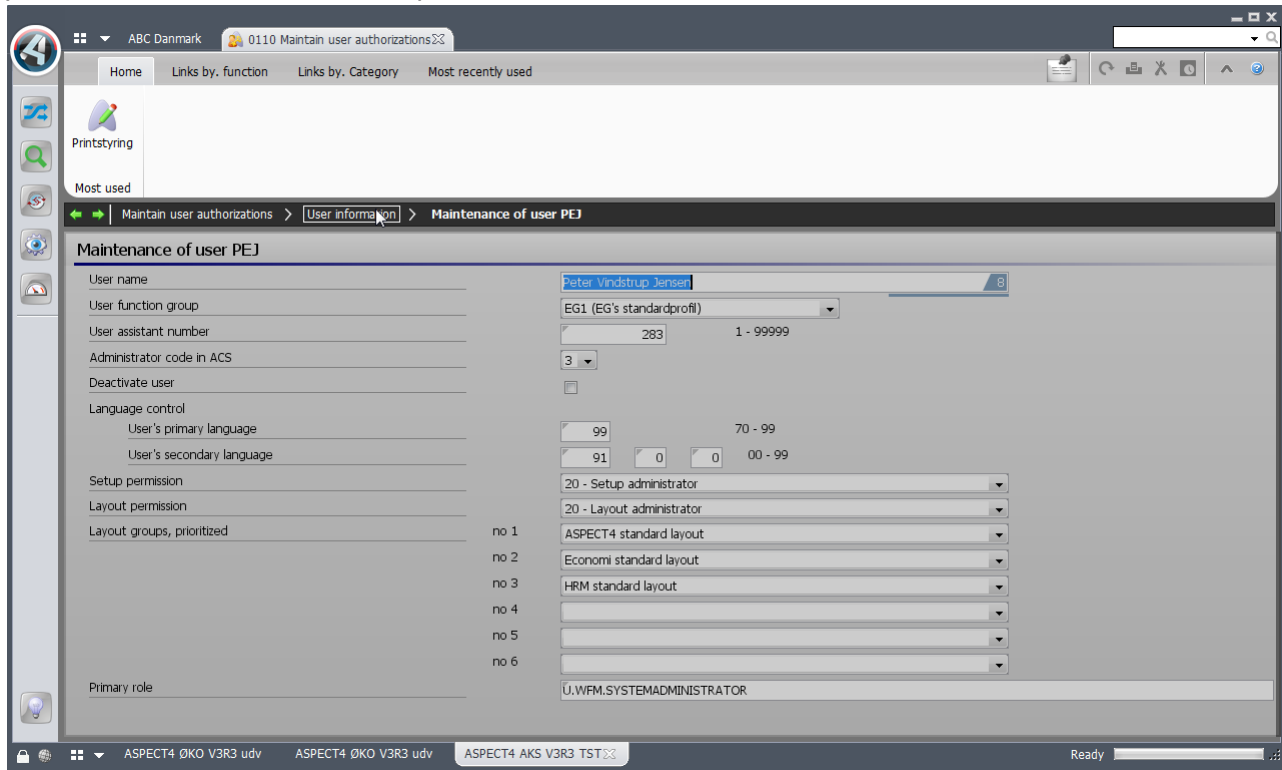 ABC Danmark 0110 Maintain user authorizations
Home Links by. function Links by. Category Most recently used
Printstyring
Most used
Maintain user authorizations > User information > Maintenance of user PEJ
Maintenance of user PEJ
User name Peter Vindstrup Jensen 8
User function group EG1 (EG's standardprofil)
User assistant number 283 1 - 99999
Administrator code in ACS 3
Deactivate user
Language control
User's primary language 99 70 - 99
User's secondary language 91 0 0 00 - 99
Setup permission 20 - Setup administrator
Layout permission 20 - Layout administrator
Layout groups, prioritized no 1 ASPECT4 standard layout
no 2 Economi standard layout
no 3 HRM standard layout
no 4
no 5
no 6
Primary role U.WFM.SYSTEMADMINISTRATOR
ASPECT4 ØKO V3R3 udv ASPECT4 ØKO V3R3 udv ASPECT4 AKS V3R3 TST Ready